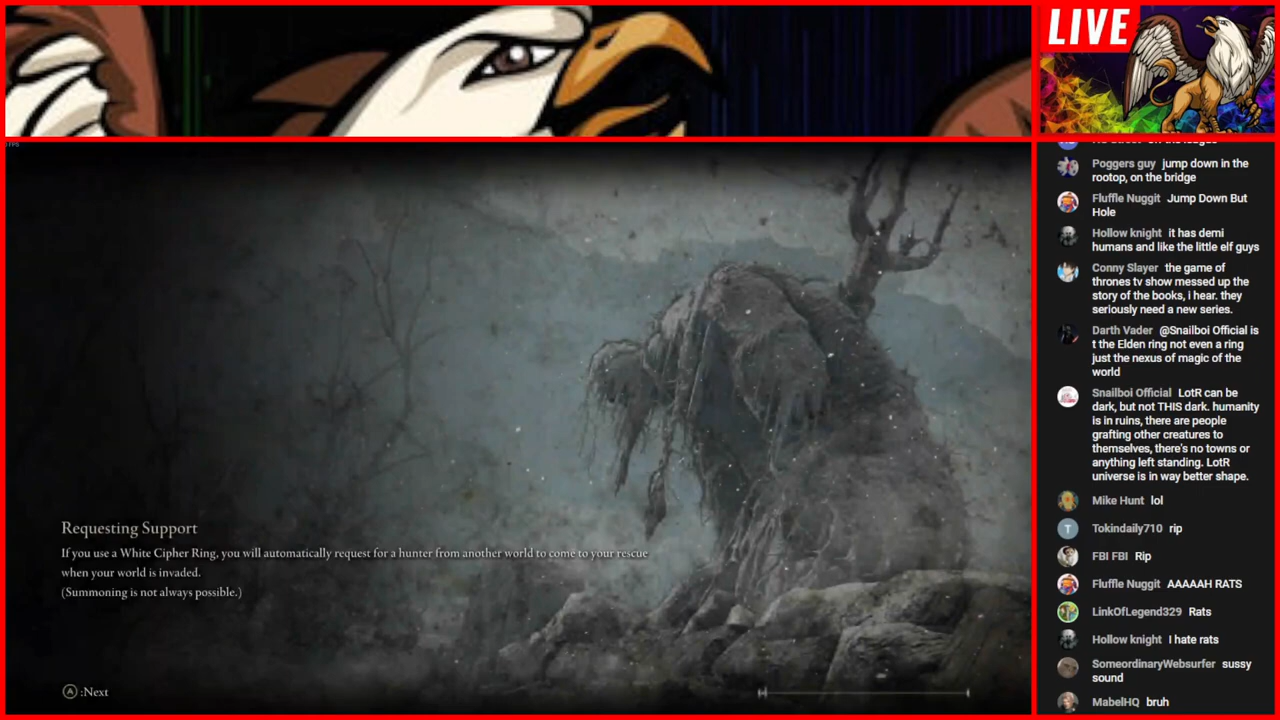 LIVE
FPS
Poggers guy jump down in the
rootop, on the bridge
Fluffle Nuggit Jump Down But
Hole
Hollow knight it has demi
humans and like the little elf guys
Conny Slayer the game of
thrones tv show messed up the
story of the books, i hear. they
seriously need a new series.
Darth Vader @Snailboi Official is
t the Elden ring not even a ring
just the nexus of magic of the
world
Snailboi Official LotR can be
dark, but not THIS dark. humanity
is in ruins, there are people
grafting other creatures to
themselves, there's no towns or
anything left standing. LotR
universe is in way better shape.
Mike Hunt lol
T Tokindaily710 rip
FBI FBI Rip
Fluffle Nuggit AAAAAH RATS
LinkOfLegend329 Rats
Hollow knight I hate rats
SomeordinaryWebsurfer sussy
sound
MabelHQ bruh
Requesting Support
If you use a White Cipher Ring, you will automatically request for a hunter from another world to come to your rescue
when your world is invaded.
(Summoning is not always possible.)
A :Next